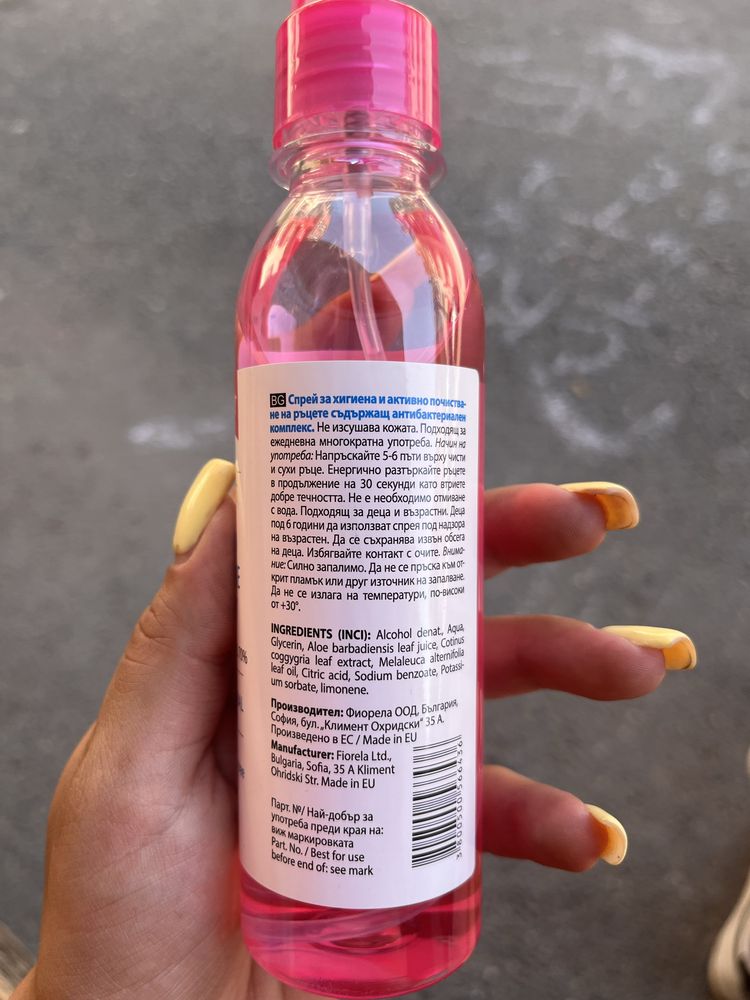 BG Спрей за хигиена и активно почиства-
не на ръцете съдържащ антибактериален
комплекс. Не изсушава кожата. Подходящ за
ежедневна многократна употреба. Начин на
употреба: Напръскайте 5-6 пъти върху чисти
и сухи ръце. Енергично разтъркайте ръцете
в продължение на 30 секунди като втриете
добре течността. Не е необходимо отмиване
с вода. Подходящ за деца и възрастни. Деца
под 6 години да използват спрея под надзора
на възрастен. Да се съхранява извън обсега
на деца. Избягвайте контакт с очите. Внима-
ние: Силно запалимо. Да не се пръска към от-
крит пламък или друг източник на запалване.
Да не се излага на температури, по-високи
от +30°.
INGREDIENTS (INCI): Alcohol denat., Aqua,
Glycerin, Aloe barbadiensis leaf juice, Cotinus
coggygria leaf extract, Melaleuca alternifolia
leaf oil, Citric acid, Sodium benzoate, Potassi-
um sorbate, limonene.
Производител: Фиорела ООД, България,
София, бул. „Климент Охридски" 35 А.
Произведено в ЕС / Made in EU
Manufacturer: Fiorela Ltd.,
Bulgaria, Sofia, 35 A Kliment
Ohridski Str. Made in EU
Парт. №/ Най-добър за
употреба преди края на:
виж маркировката
Part. No. / Best for use
before end of: see mark
3 800500 566436